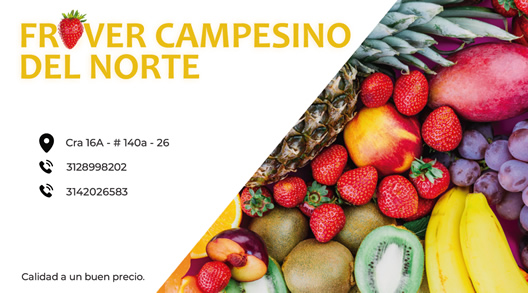 FRUVER CAMPESINO
DEL NORTE
Cra 16A - # 140a - 26
3128998202
3142026583
Calidad a un buen precio.